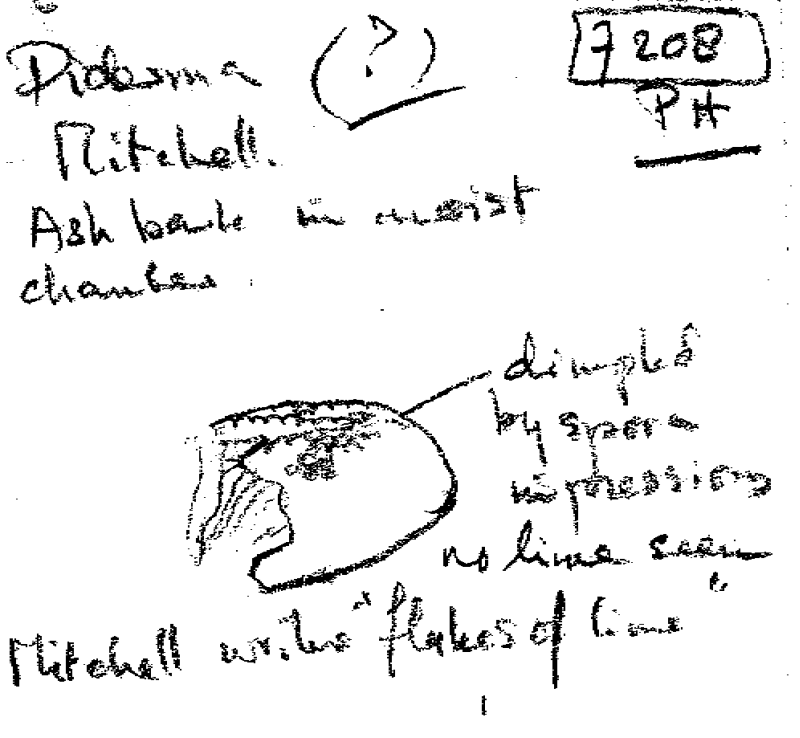 Diderma (?)
7208
PH
Mitchell.
Ash bark in moist
chamber.
dimpled
by spore
impressions
no lime seen
Mitchell writes "flakes of lime"